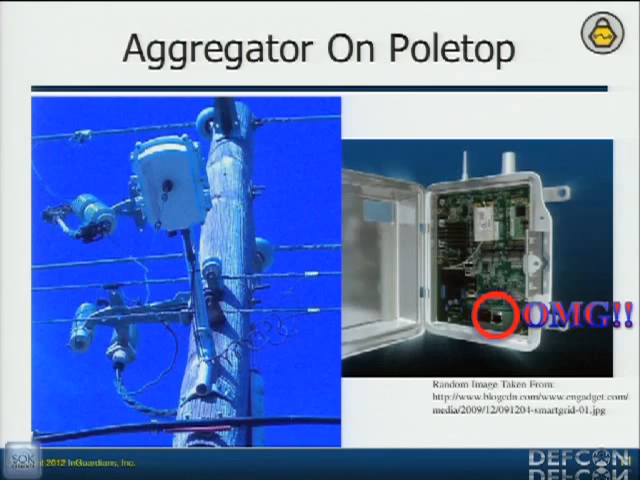 Aggregator On Poletop
OMG!!
Random Image Taken From:
http://www.blogcdn.com/www.engadget.com/
media/2009/12/091204-smartgrid-01.jpg
2012 InGuardians, Inc.
DEFCON